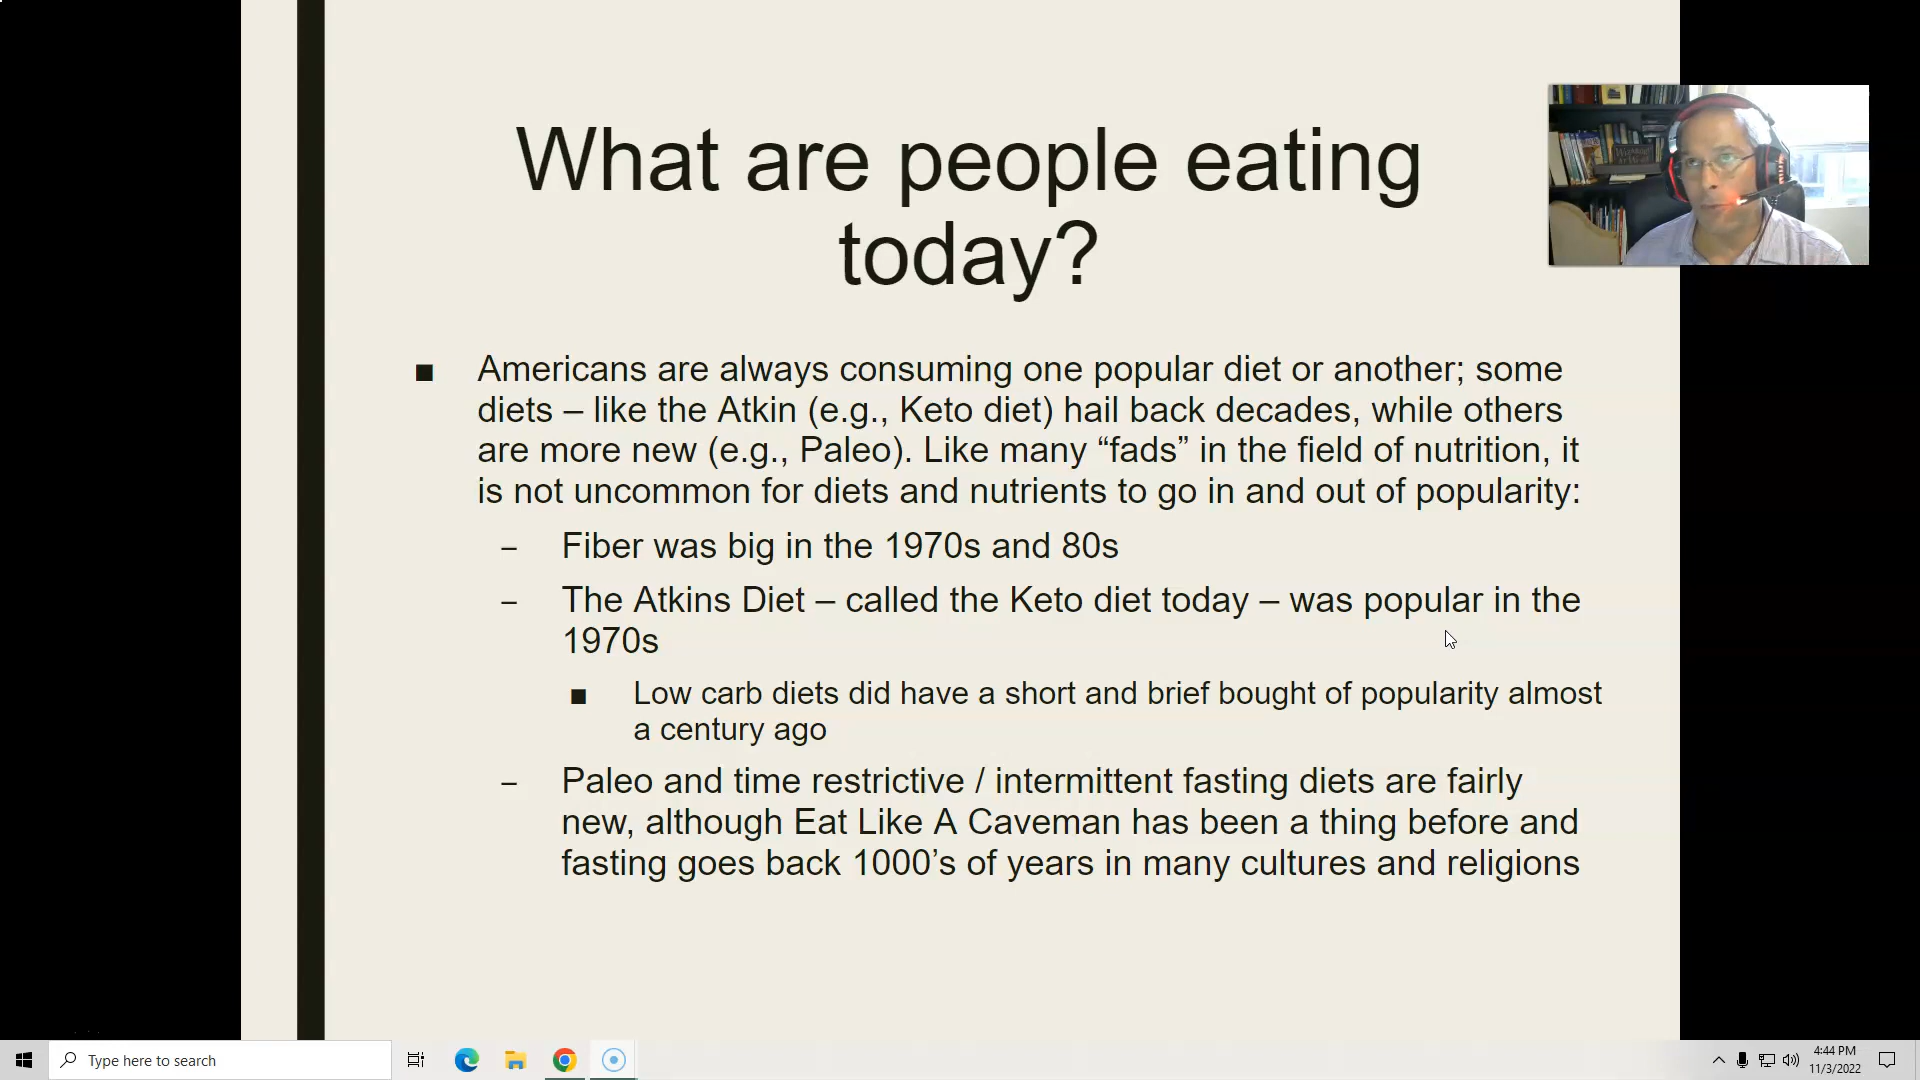 What are people eating
today?
■ Americans are always consuming one popular diet or another; some
diets – like the Atkin (e.g., Keto diet) hail back decades, while others
are more new (e.g., Paleo). Like many “fads” in the field of nutrition, it
is not uncommon for diets and nutrients to go in and out of popularity:
– Fiber was big in the 1970s and 80s
– The Atkins Diet – called the Keto diet today – was popular in the
1970s
■ Low carb diets did have a short and brief bought of popularity almost
a century ago
– Paleo and time restrictive / intermittent fasting diets are fairly
new, although Eat Like A Caveman has been a thing before and
fasting goes back 1000’s of years in many cultures and religions
Type here to search
4:44 PM
11/3/2022